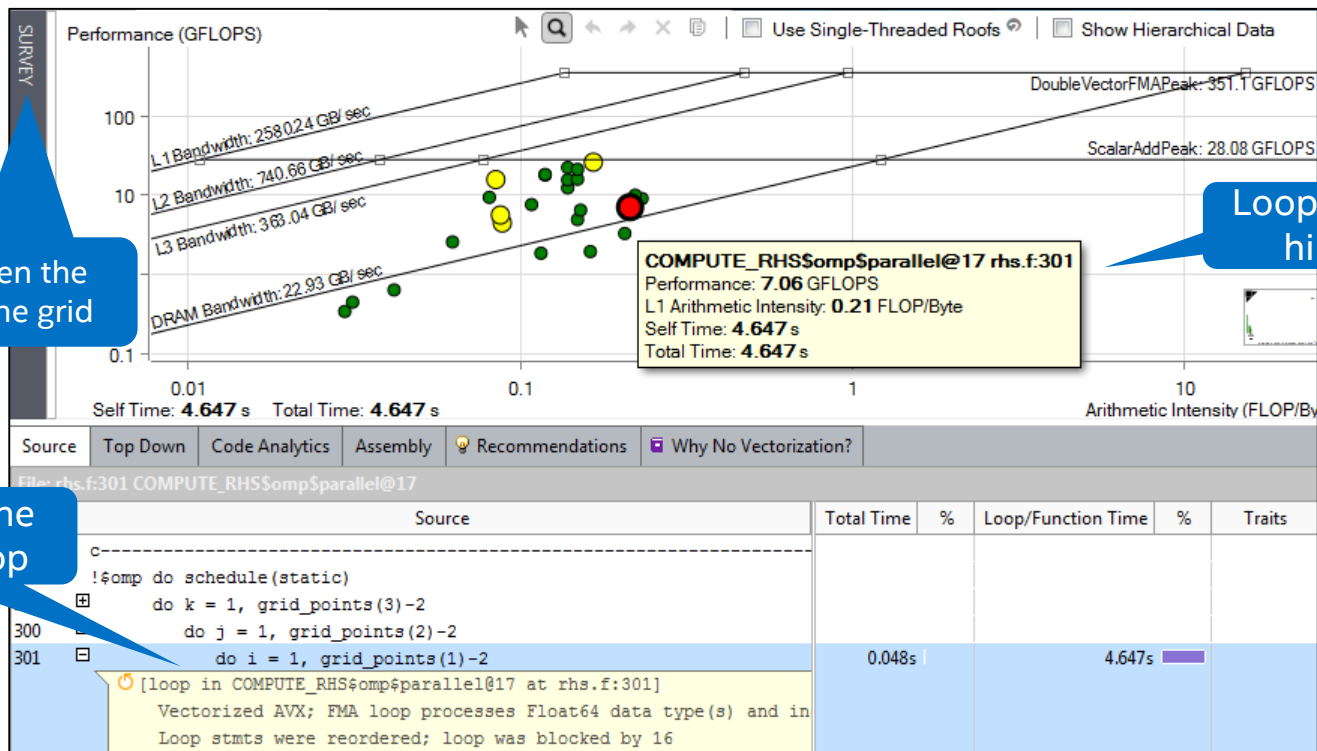 SURVEY
Performance (GFLOPS)
Use Single-Threaded Roofs
Show Hierarchical Data
DoubleVectorFMAPeak: 351.1 GFLOPS
100
L1 Bandwidth: 2580.24 GB/sec
ScalarAddPeak: 28.08 GFLOPS
L2 Bandwidth: 740.66 GB/sec
10
L3 Bandwidth: 363.04 GB/sec
Loop
hi
en the
ne grid
DRAM Bandwidth: 22.93 GB/sec
COMPUTE_RHS$omp$parallel@17 rhs.f:301
Performance: 7.06 GFLOPS
L1 Arithmetic Intensity: 0.21 FLOP/Byte
Self Time: 4.647 s
Total Time: 4.647 s
0.1
0.01 0.1 1 10
Self Time: 4.647 s Total Time: 4.647 s
Arithmetic Intensity (FLOP/By
Source Top Down Code Analytics Assembly Recommendations Why No Vectorization?
File: rhs.f:301 COMPUTE_RHS$omp$parallel@17
Source Total Time % Loop/Function Time % Traits
ne
op
c----------------------------------------------------------------------
!$omp do schedule(static)
do k = 1, grid_points(3)-2
300 do j = 1, grid_points(2)-2
301 do i = 1, grid_points(1)-2 0.048s 4.647s
[loop in COMPUTE_RHS$omp$parallel@17 at rhs.f:301]
Vectorized AVX; FMA loop processes Float64 data type(s) and in
Loop stmts were reordered; loop was blocked by 16